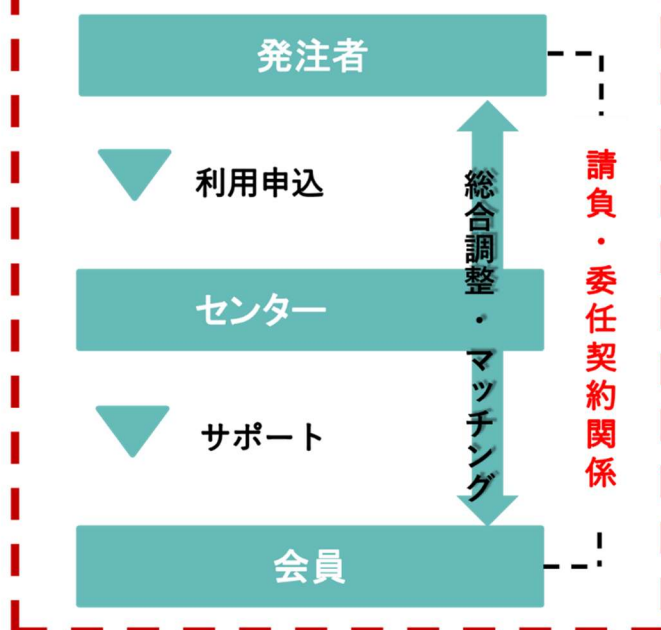 発注者
利用申込
センター
サポート
会員
総合調整・マッチング
請負・委任契約関係